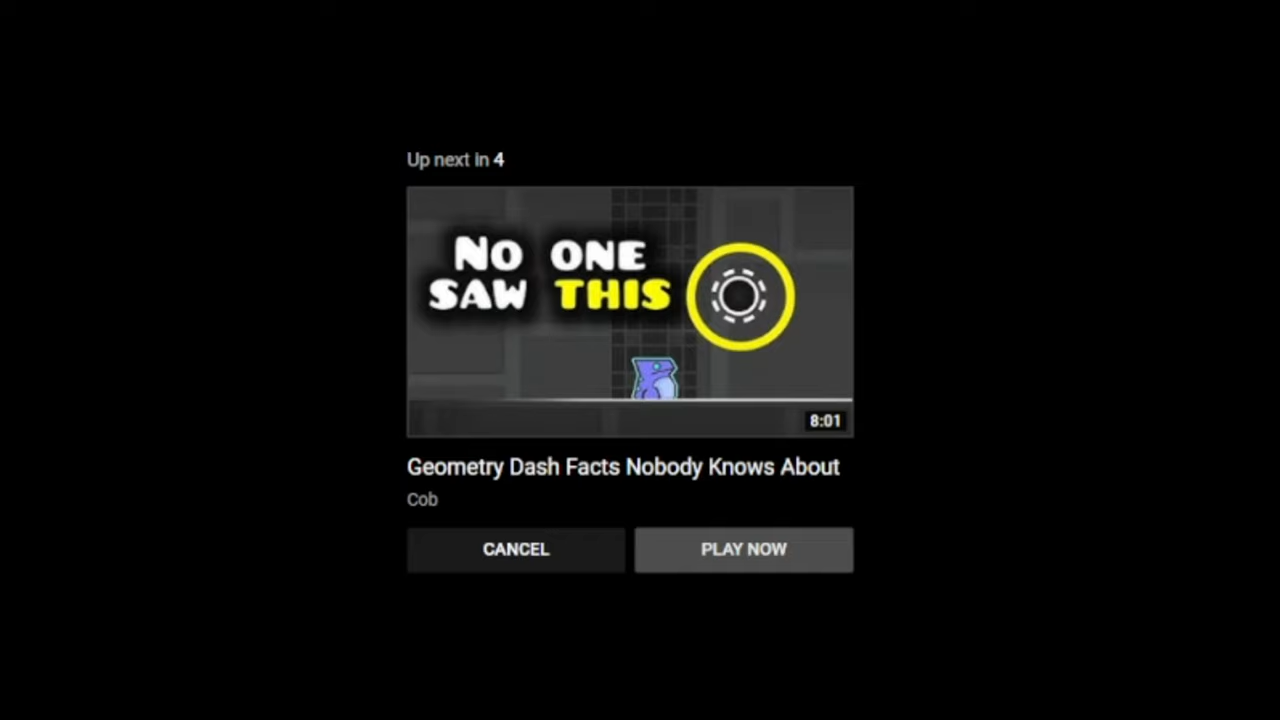 Up next in 4
NO ONE
SAW THIS
8:01
Geometry Dash Facts Nobody Knows About
Cob
CANCEL
PLAY NOW